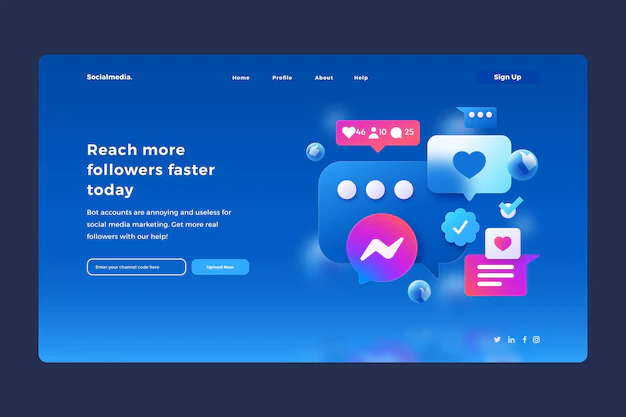 Socialmedia.
Home Profile About Help
Sign Up
46 10 25
Reach more
followers faster
today
Bot accounts are annoying and useless for
social media marketing. Get more real
followers with our help!
Enter your channel code here
Upload Now